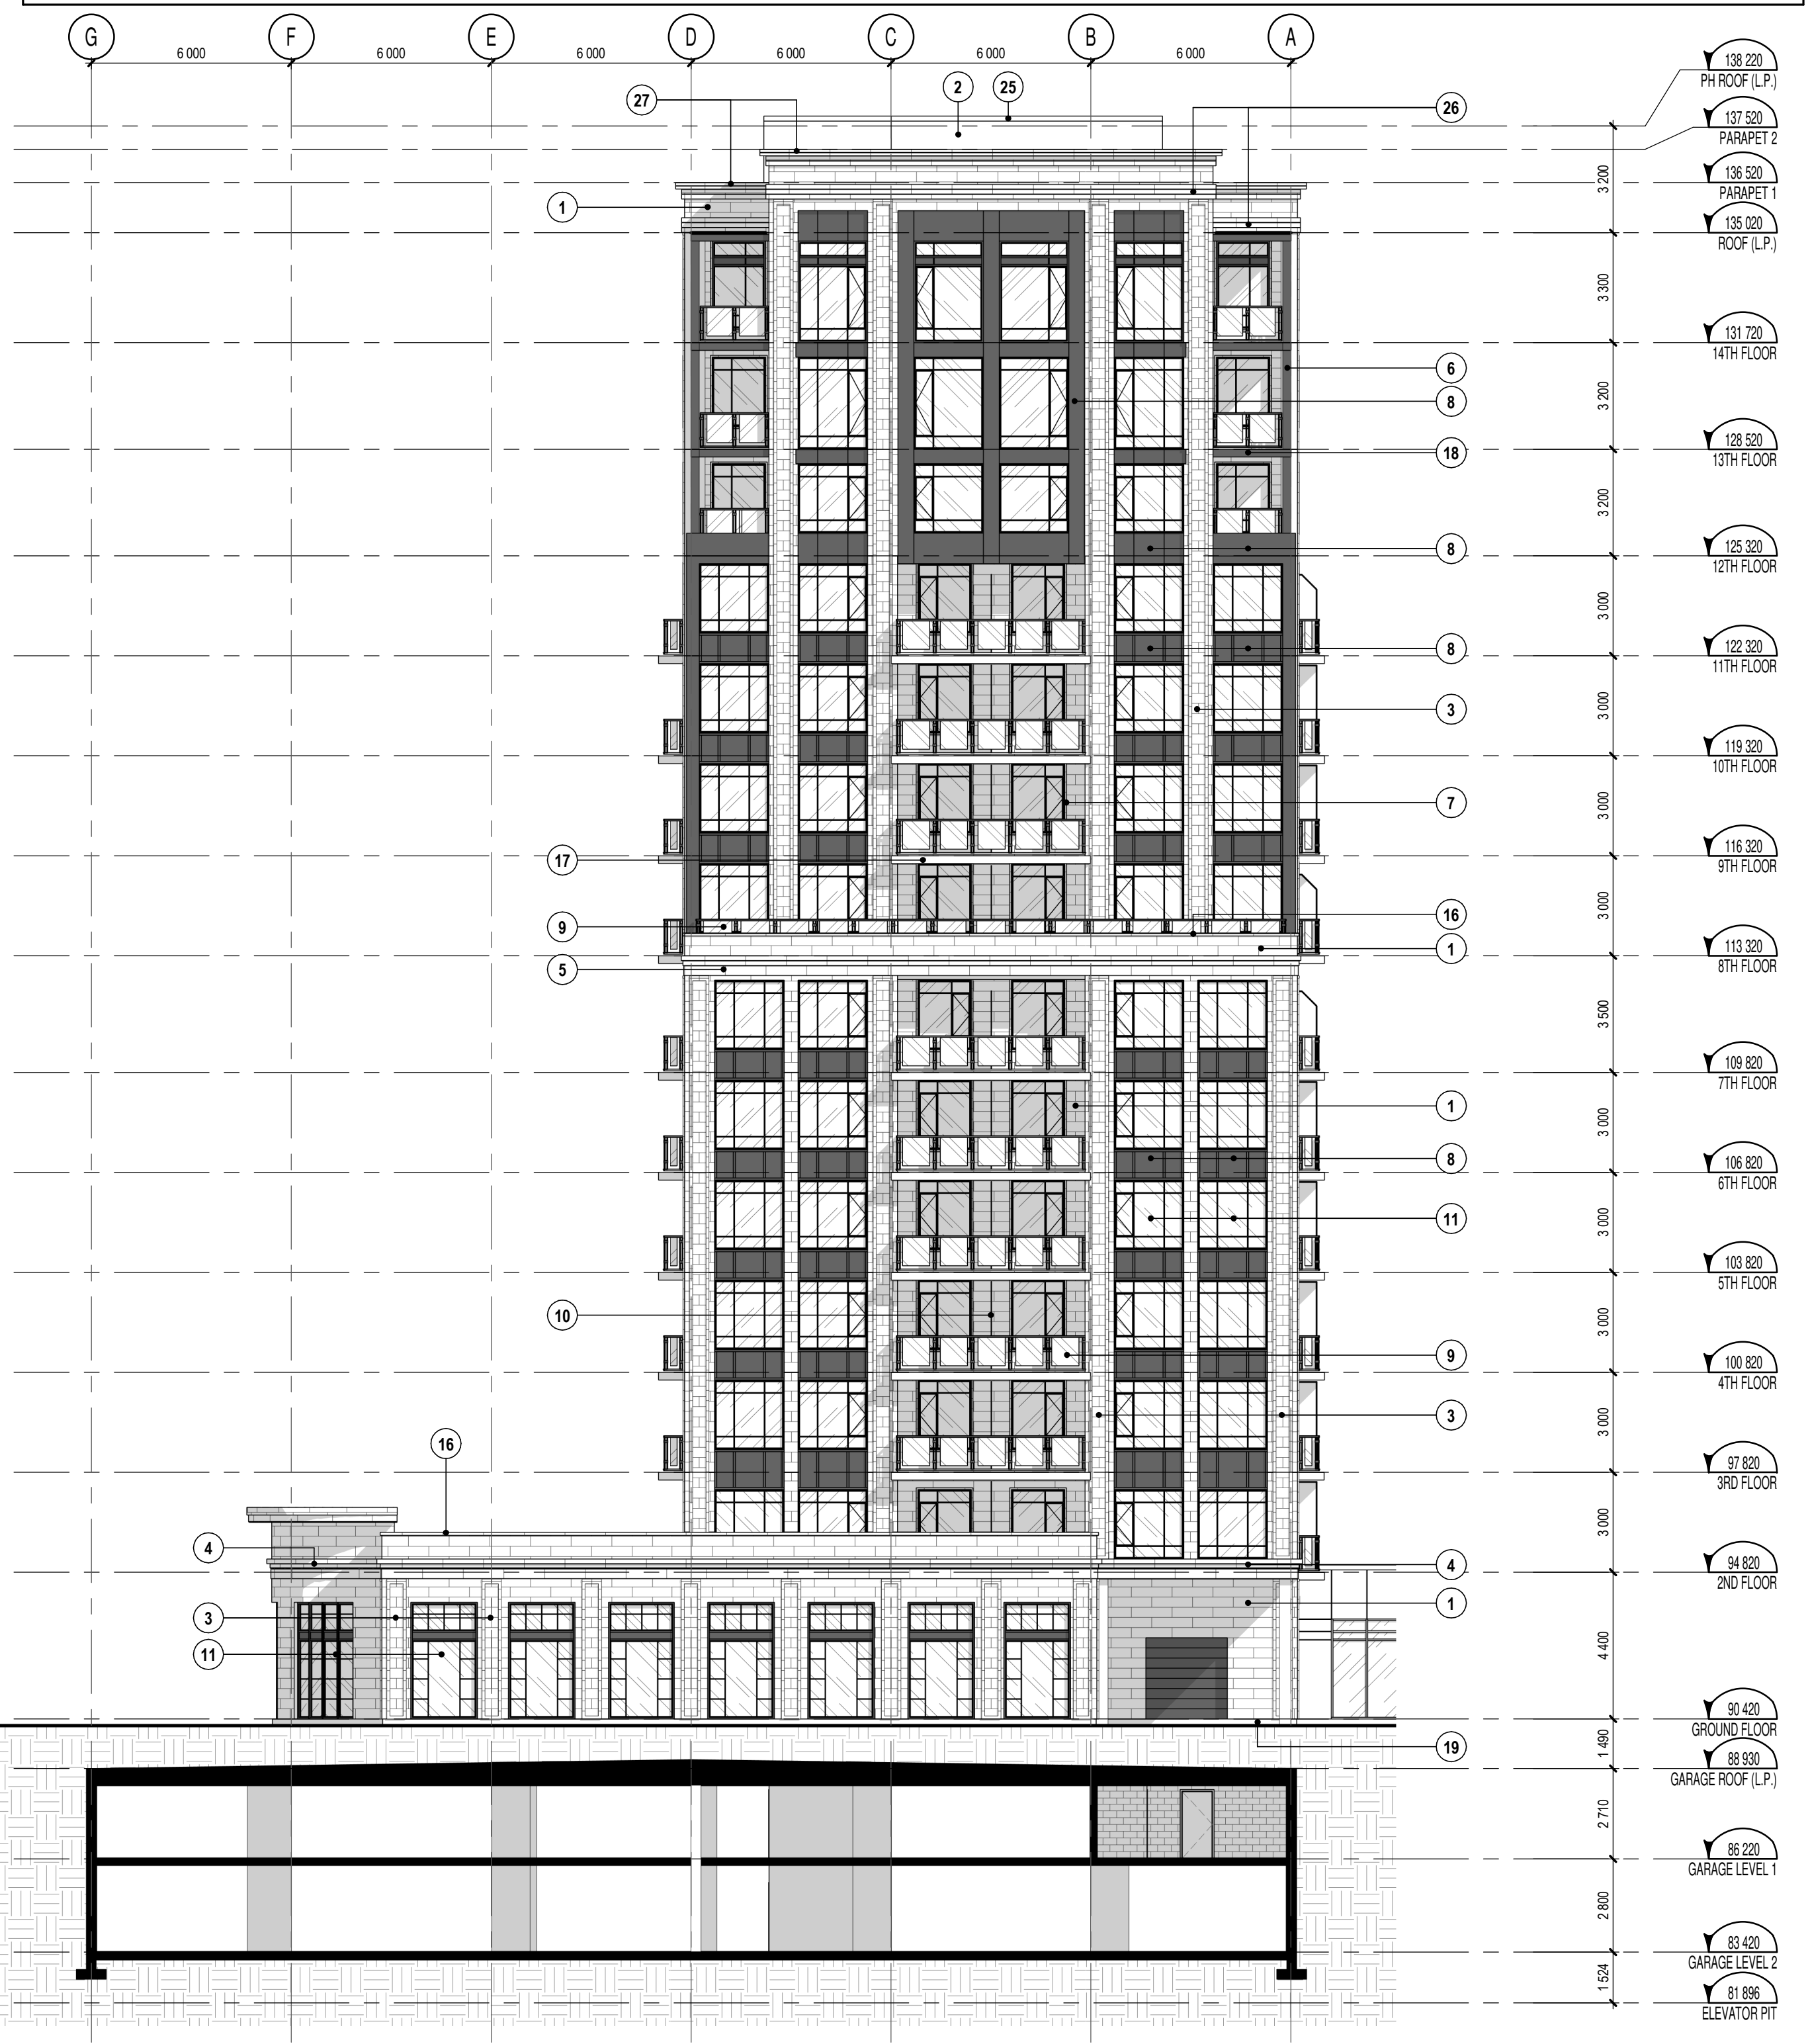 G F E D C B A
6 000 6 000 6 000 6 000 6 000 6 000
138 220
PH ROOF (L.P.)
27 2 25 26
137 520
PARAPET 2
136 520
PARAPET 1
3 200
1
135 020
ROOF (L.P.)
3 300
131 720
14TH FLOOR
6
3 200
8
128 520
13TH FLOOR
18
3 200
8
125 320
12TH FLOOR
3 000
8
122 320
11TH FLOOR
3
3 000
119 320
10TH FLOOR
7
3 000
17
116 320
9TH FLOOR
3 000
9 16
1
113 320
8TH FLOOR
5
3 500
109 820
7TH FLOOR
1
3 000
8
106 820
6TH FLOOR
11
3 000
103 820
5TH FLOOR
10
3 000
9
100 820
4TH FLOOR
3
3 000
16
97 820
3RD FLOOR
3 000
4 4
94 820
2ND FLOOR
3 1
11
4 400
90 420
GROUND FLOOR
19
1 490
88 930
GARAGE ROOF (L.P.)
2 710
86 220
GARAGE LEVEL 1
2 800
83 420
GARAGE LEVEL 2
1 524
81 896
ELEVATOR PIT